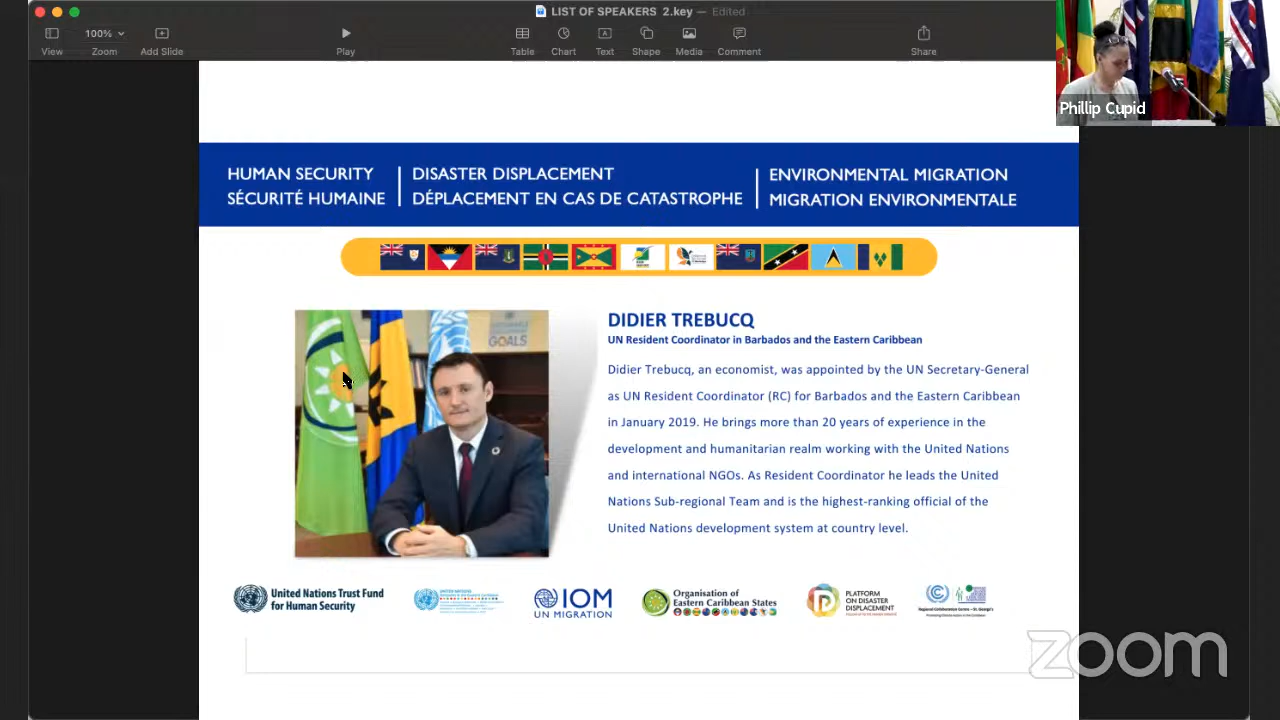 LIST OF SPEAKERS 2.key — Edited
100%
View
Zoom
Add Slide
Play
Table
Chart
Text
Shape
Media
Comment
Share
Phillip Cupid
HUMAN SECURITY
SÉCURITÉ HUMAINE
DISASTER DISPLACEMENT
DÉPLACEMENT EN CAS DE CATASTROPHE
ENVIRONMENTAL MIGRATION
MIGRATION ENVIRONMENTALE
GOALS
DIDIER TREBUCQ
UN Resident Coordinator in Barbados and the Eastern Caribbean
Didier Trebucq, an economist, was appointed by the UN Secretary-General
as UN Resident Coordinator (RC) for Barbados and the Eastern Caribbean
in January 2019. He brings more than 20 years of experience in the
development and humanitarian realm working with the United Nations
and international NGOs. As Resident Coordinator he leads the United
Nations Sub-regional Team and is the highest-ranking official of the
United Nations development system at country level.
United Nations Trust Fund
for Human Security
IOM
UN MIGRATION
Organisation of
Eastern Caribbean States
PLATFORM
ON DISASTER
DISPLACEMENT
zoom